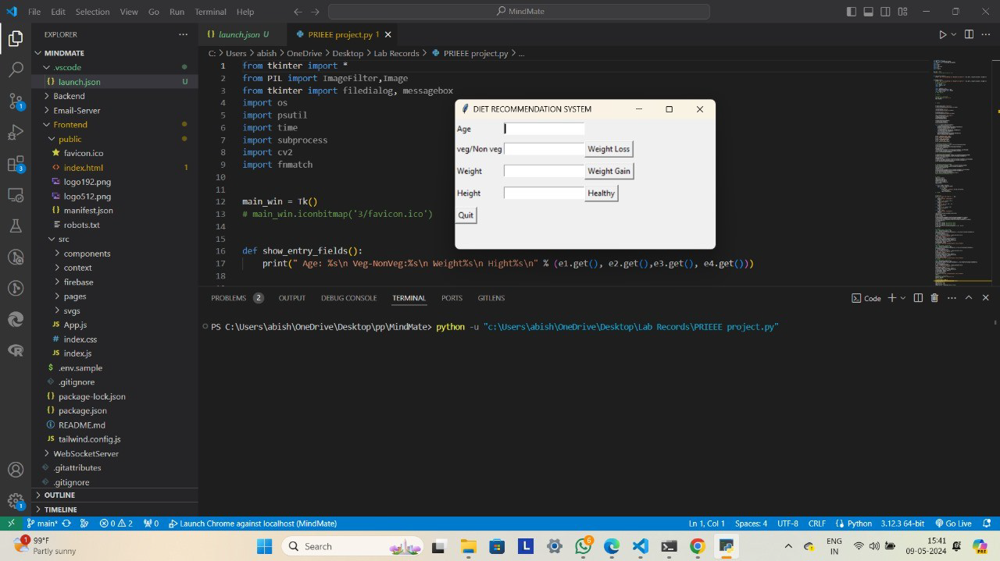 File Edit Selection View Go Run Terminal Help
MindMate
EXPLORER
launch.json U
PRIEEE project.py 1
MINDMATE
C: > Users > abish > OneDrive > Desktop > Lab Records > PRIEEE project.py > ...
.vscode
launch.json U
Backend
Email-Server
Frontend
public
favicon.ico
index.html 1
logo192.png
logo512.png
manifest.json
robots.txt
src
components
context
firebase
pages
svgs
App.js
index.css
index.js
.env.sample
.gitignore
package-lock.json
package.json
README.md
tailwind.config.js
WebSocketServer
.gitattributes
.gitignore
OUTLINE
TIMELINE
1 from tkinter import *
2 from PIL import ImageFilter,Image
3 from tkinter import filedialog, messagebox
4 import os
5 import psutil
6 import time
7 import subprocess
8 import cv2
9 import fnmatch
10
11
12 main_win = Tk()
13 # main_win.iconbitmap('3/favicon.ico')
14
15
16 def show_entry_fields():
17 print(" Age: %s\n Veg-NonVeg:%s\n Weight%s\n Hight%s\n" % (e1.get(), e2.get(),e3.get(), e4.get()))
18
DIET RECOMMENDATION SYSTEM
Age
veg/Non veg Weight Loss
Weight Weight Gain
Height Healthy
Quit
PROBLEMS 2 OUTPUT DEBUG CONSOLE TERMINAL PORTS GITLENS
Code
PS C:\Users\abish\OneDrive\Desktop\pp\MindMate> python -u "c:\Users\abish\OneDrive\Desktop\Lab Records\PRIEEE project.py"
main* 0 2 0 Launch Chrome against localhost (MindMate) Ln 1, Col 1 Spaces: 4 UTF-8 CRLF Python 3.12.3 64-bit Go Live
99°F
Partly sunny
Search
ENG
IN
15:41
09-05-2024